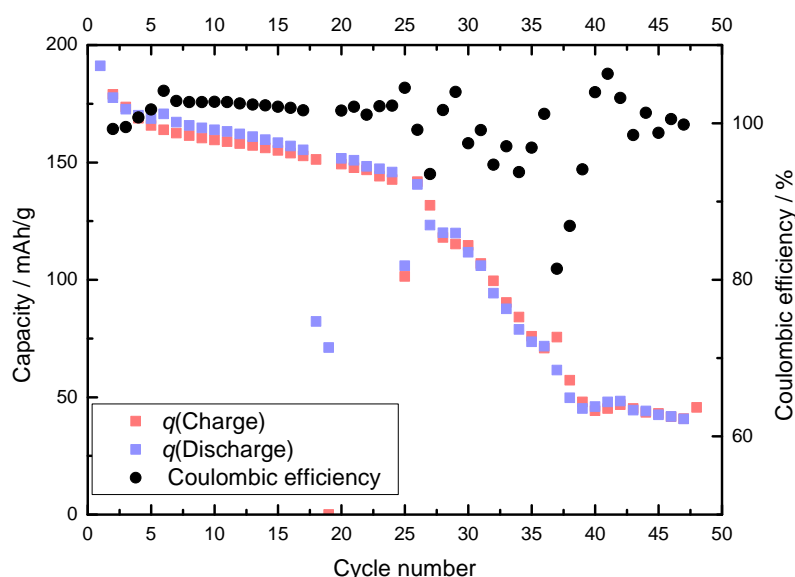 0 5 10 15 20 25 30 35 40 45 50
200
150
100
50
0
100
80
60
Capacity / mAh/g
Coulombic efficiency / %
q(Charge)
q(Discharge)
Coulombic efficiency
0 5 10 15 20 25 30 35 40 45 50
Cycle number